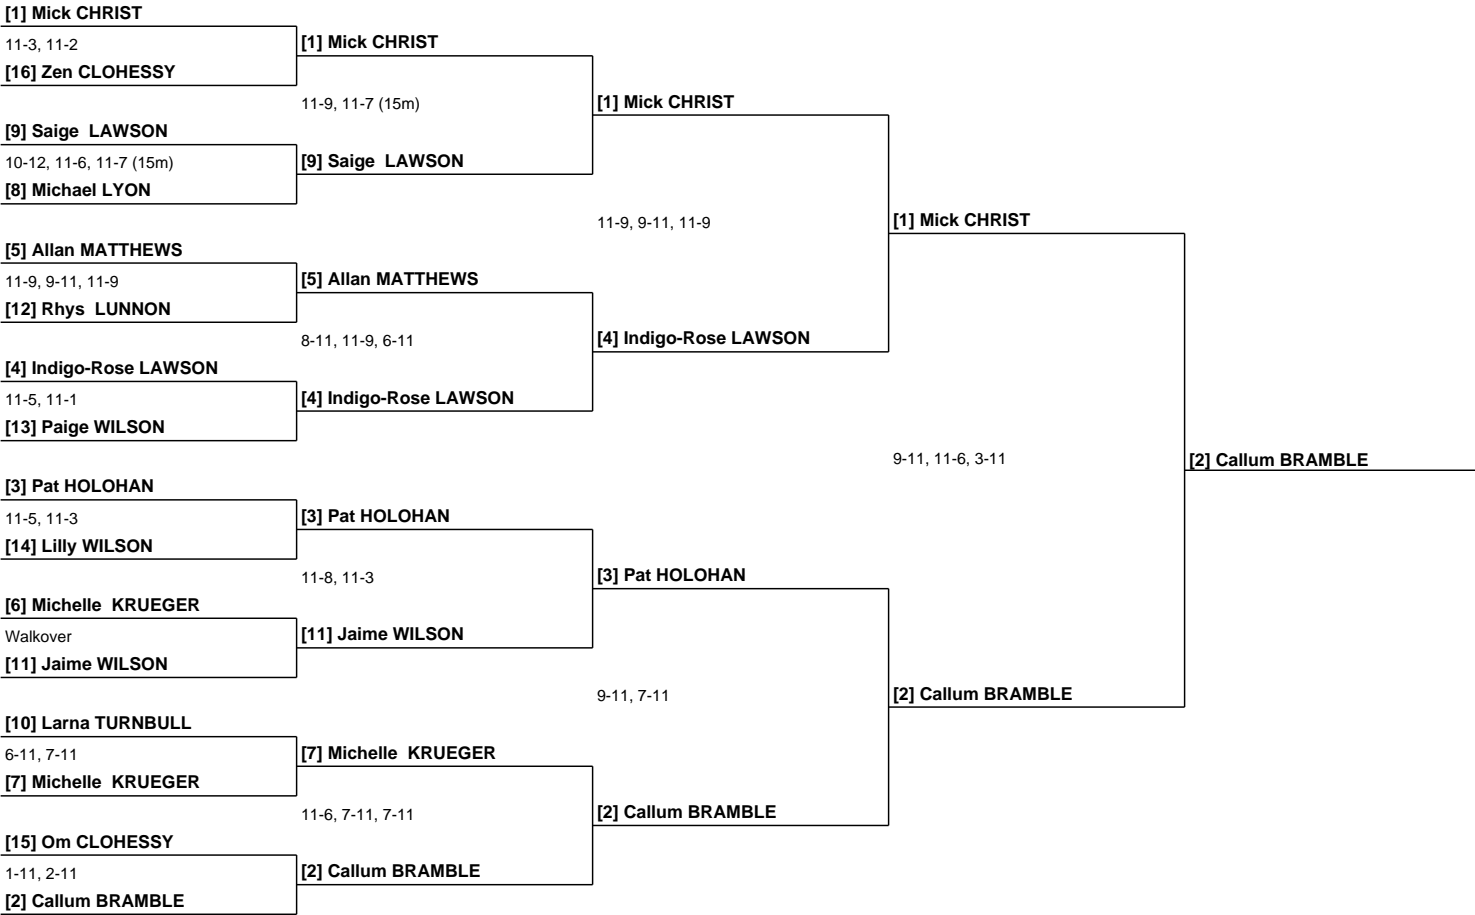 [1] Mick CHRIST
11-3, 11-2
[16] Zen CLOHESSY
[9] Saige  LAWSON
10-12, 11-6, 11-7 (15m)
[8] Michael LYON
[5] Allan MATTHEWS
11-9, 9-11, 11-9
[12] Rhys  LUNNON
[4] Indigo-Rose LAWSON
11-5, 11-1
[13] Paige WILSON
[3] Pat HOLOHAN
11-5, 11-3
[14] Lilly WILSON
[6] Michelle  KRUEGER
Walkover
[11] Jaime WILSON
[10] Larna TURNBULL
6-11, 7-11
[7] Michelle  KRUEGER
[15] Om CLOHESSY
1-11, 2-11
[2] Callum BRAMBLE
[1] Mick CHRIST
11-9, 11-7 (15m)
[9] Saige  LAWSON
[5] Allan MATTHEWS
8-11, 11-9, 6-11
[4] Indigo-Rose LAWSON
[3] Pat HOLOHAN
11-8, 11-3
[11] Jaime WILSON
[7] Michelle  KRUEGER
11-6, 7-11, 7-11
[2] Callum BRAMBLE
[1] Mick CHRIST
11-9, 9-11, 11-9
[4] Indigo-Rose LAWSON
[3] Pat HOLOHAN
9-11, 7-11
[2] Callum BRAMBLE
[1] Mick CHRIST
9-11, 11-6, 3-11
[2] Callum BRAMBLE
[2] Callum BRAMBLE